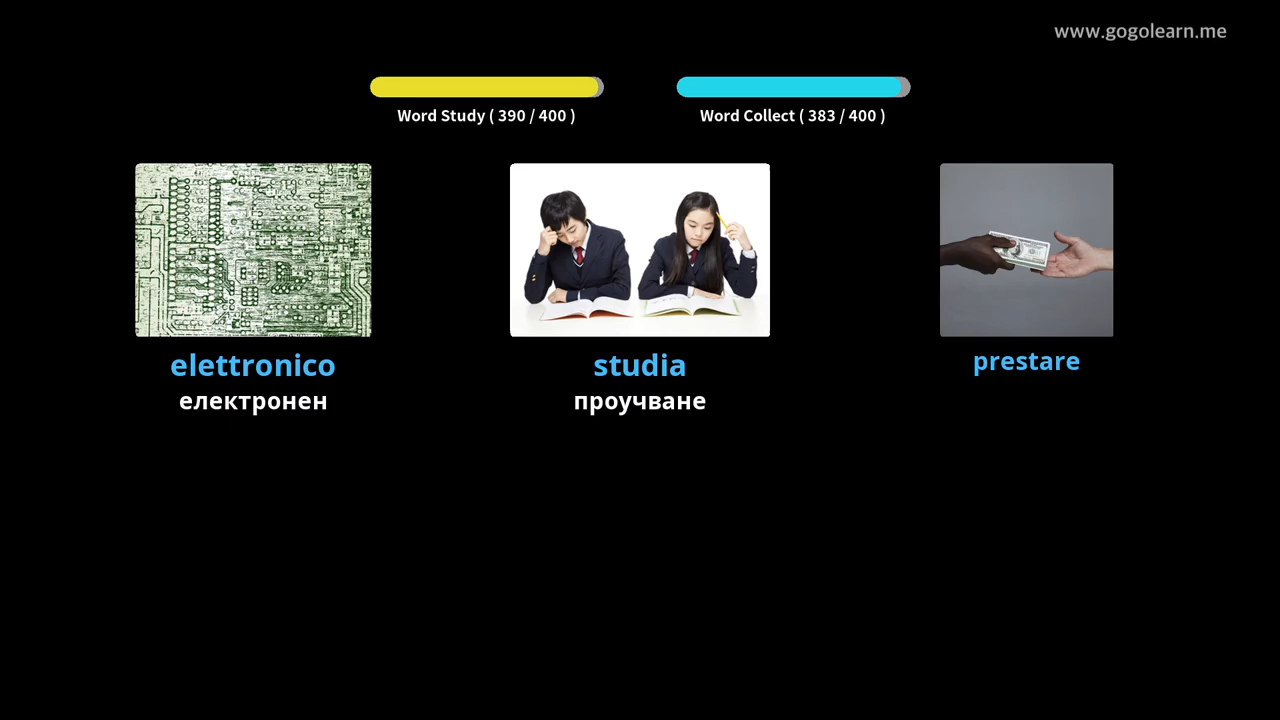 www.gogolearn.me
Word Study ( 390 / 400 )
Word Collect ( 383 / 400 )
elettronico
електронен
studia
проучване
prestare